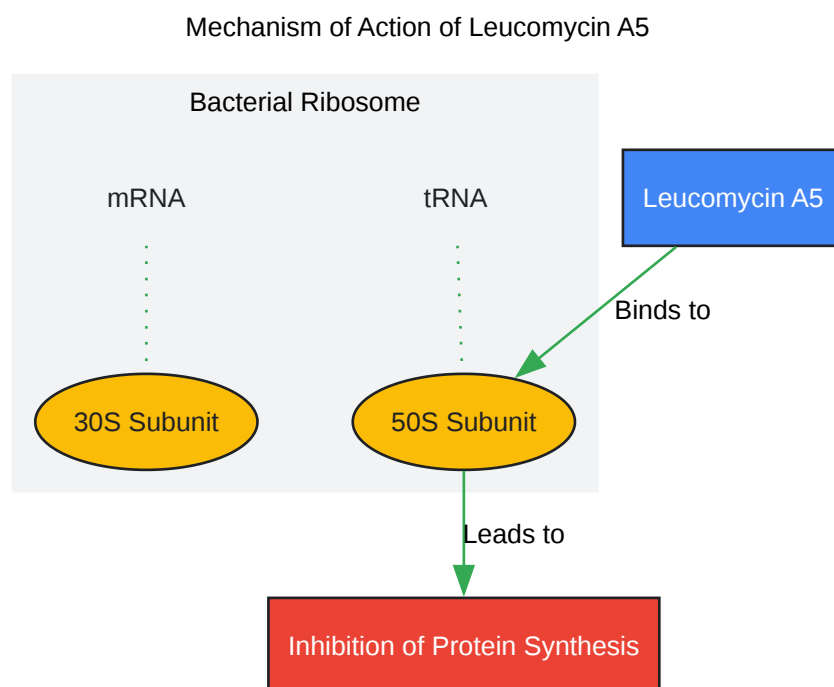 Mechanism of Action of Leucomycin A5
Bacterial Ribosome
mRNA
tRNA
Leucomycin A5
Binds to
30S Subunit
50S Subunit
Leads to
Inhibition of Protein Synthesis